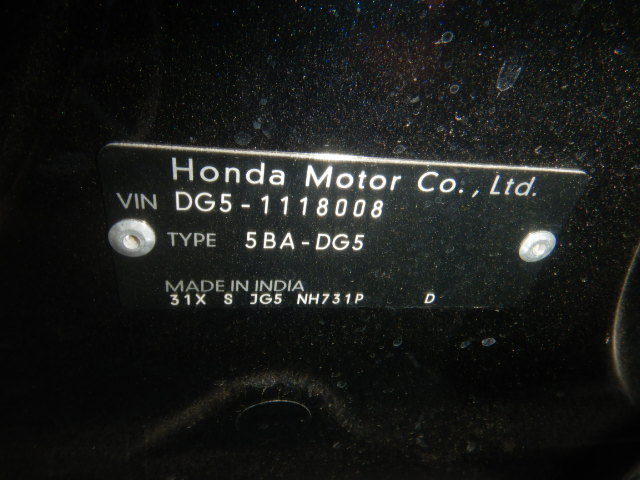 Honda Motor Co., Ltd.
VIN DG5-1118008
TYPE 5BA-DG5
MADE IN INDIA
31X S JG5 NH731P D